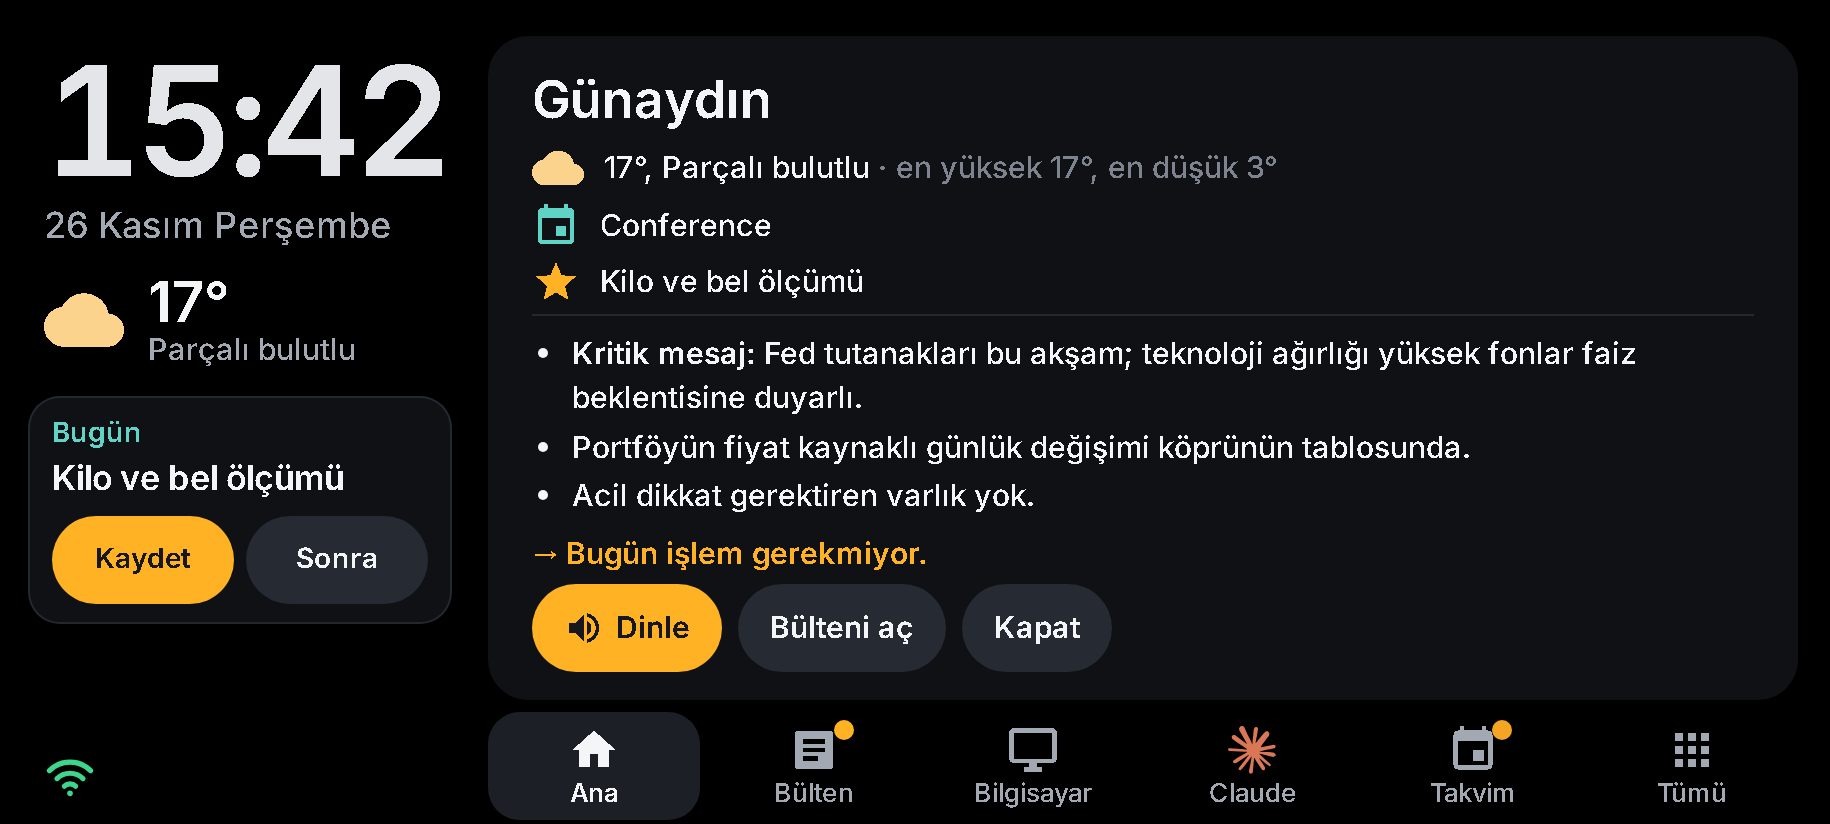 15:42
26 Kasım Perşembe
17°
Parçalı bulutlu
Bugün
Kilo ve bel ölçümü
Kaydet
Sonra
Günaydın
17°, Parçalı bulutlu · en yüksek 17°, en düşük 3°
Conference
Kilo ve bel ölçümü
• Kritik mesaj: Fed tutanakları bu akşam; teknoloji ağırlığı yüksek fonlar faiz
beklentisine duyarlı.
• Portföyün fiyat kaynaklı günlük değişimi köprünün tablosunda.
• Acil dikkat gerektiren varlık yok.
→ Bugün işlem gerekmiyor.
Dinle
Bülteni aç
Kapat
Ana
Bülten
Bilgisayar
Claude
Takvim
Tümü